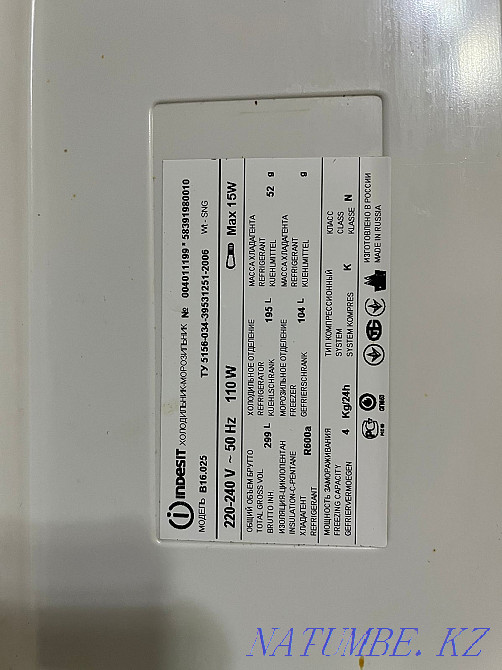 INDESIT ХОЛОДИЛЬНИК-МОРОЗИЛЬНИК № 004011199 * 58391980010
МОДЕЛЬ B16.025 ТУ 5156-034-39531251-2006 Wt - SNG
220-240 V ~ 50 Hz 110 W Max 15W
ОБЩИЙ ОБЪЕМ БРУТТО ХОЛОДИЛЬНОЕ ОТДЕЛЕНИЕ МАССА ХЛАДАГЕНТА
TOTAL GROSS VOL 299 L REFRIGERATOR 195 L REFRIGERANT 52 g
BRUTTO INH KUEHLSCHRANK KUEHLMITTEL
ИЗОЛЯЦИЯ-ЦИКЛОПЕНТАН МОРОЗИЛЬНОЕ ОТДЕЛЕНИЕ МАССА ХЛАДАГЕНТА
INSULATION-C-PENTANE FREEZER 104 L REFRIGERANT g
ХЛАДАГЕНТ R600a GEFRIERSCHRANK KUEHLMITTEL
REFRIGERANT
МОЩНОСТЬ ЗАМОРАЖИВАНИЯ ТИП КОМПРЕССИОННЫЙ КЛАСС
FREEZING CAPACITY 4 Kg/24h SYSTEM K CLASS N
GEFRIERVERMOEGEN SYSTEM KOMPRES KLASSE
ИЗГОТОВЛЕНО В РОССИИ
MADE IN RUSSIA
NATUMBE. KZ